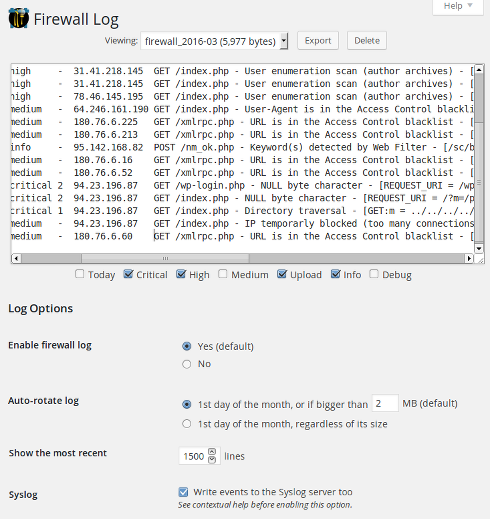 Help
Firewall Log
Viewing: firewall_2016-03 (5,977 bytes) Export Delete
high - 31.41.218.145 GET /index.php - User enumeration scan (author archives) - [
high - 31.41.218.145 GET /index.php - User enumeration scan (author archives) - [
high - 78.46.145.195 GET /index.php - User enumeration scan (author archives) - [
medium - 64.246.161.190 GET /index.php - User-Agent is in the Access Control blackli
medium - 180.76.6.225 GET /xmlrpc.php - URL is in the Access Control blacklist - [
medium - 180.76.6.213 GET /xmlrpc.php - URL is in the Access Control blacklist - [
info - 95.142.168.82 POST /nm_ok.php - Keyword(s) detected by Web Filter - [/sc/b
medium - 180.76.6.16 GET /xmlrpc.php - URL is in the Access Control blacklist - [
medium - 180.76.6.52 GET /xmlrpc.php - URL is in the Access Control blacklist - [
critical 2 94.23.196.87 GET /wp-login.php - NULL byte character - [REQUEST_URI = /wp
critical 2 94.23.196.87 GET /index.php - NULL byte character - [REQUEST_URI = /?m=/p
critical 1 94.23.196.87 GET /index.php - Directory traversal - [GET:m = ../../../../
medium - 94.23.196.87 GET /index.php - IP temporarly blocked (too many connections
medium - 180.76.6.60 GET /xmlrpc.php - URL is in the Access Control blacklist - [
Today Critical High Medium Upload Info Debug
Log Options
Enable firewall log
Yes (default)
No
Auto-rotate log
1st day of the month, or if bigger than 2 MB (default)
1st day of the month, regardless of its size
Show the most recent
1500 lines
Syslog
Write events to the Syslog server too
See contextual help before enabling this option.